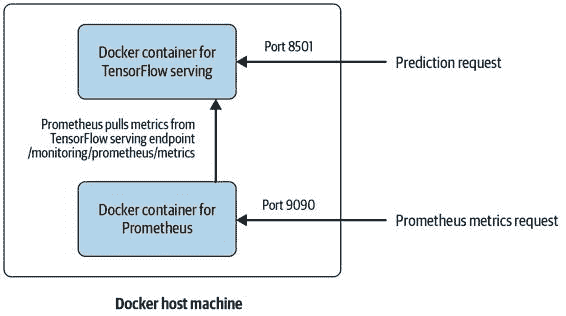 Docker container for
TensorFlow serving
Port 8501
Prediction request
Prometheus pulls metrics from
TensorFlow serving endpoint
/monitoring/prometheus/metrics
Docker container for
Prometheus
Port 9090
Prometheus metrics request
Docker host machine